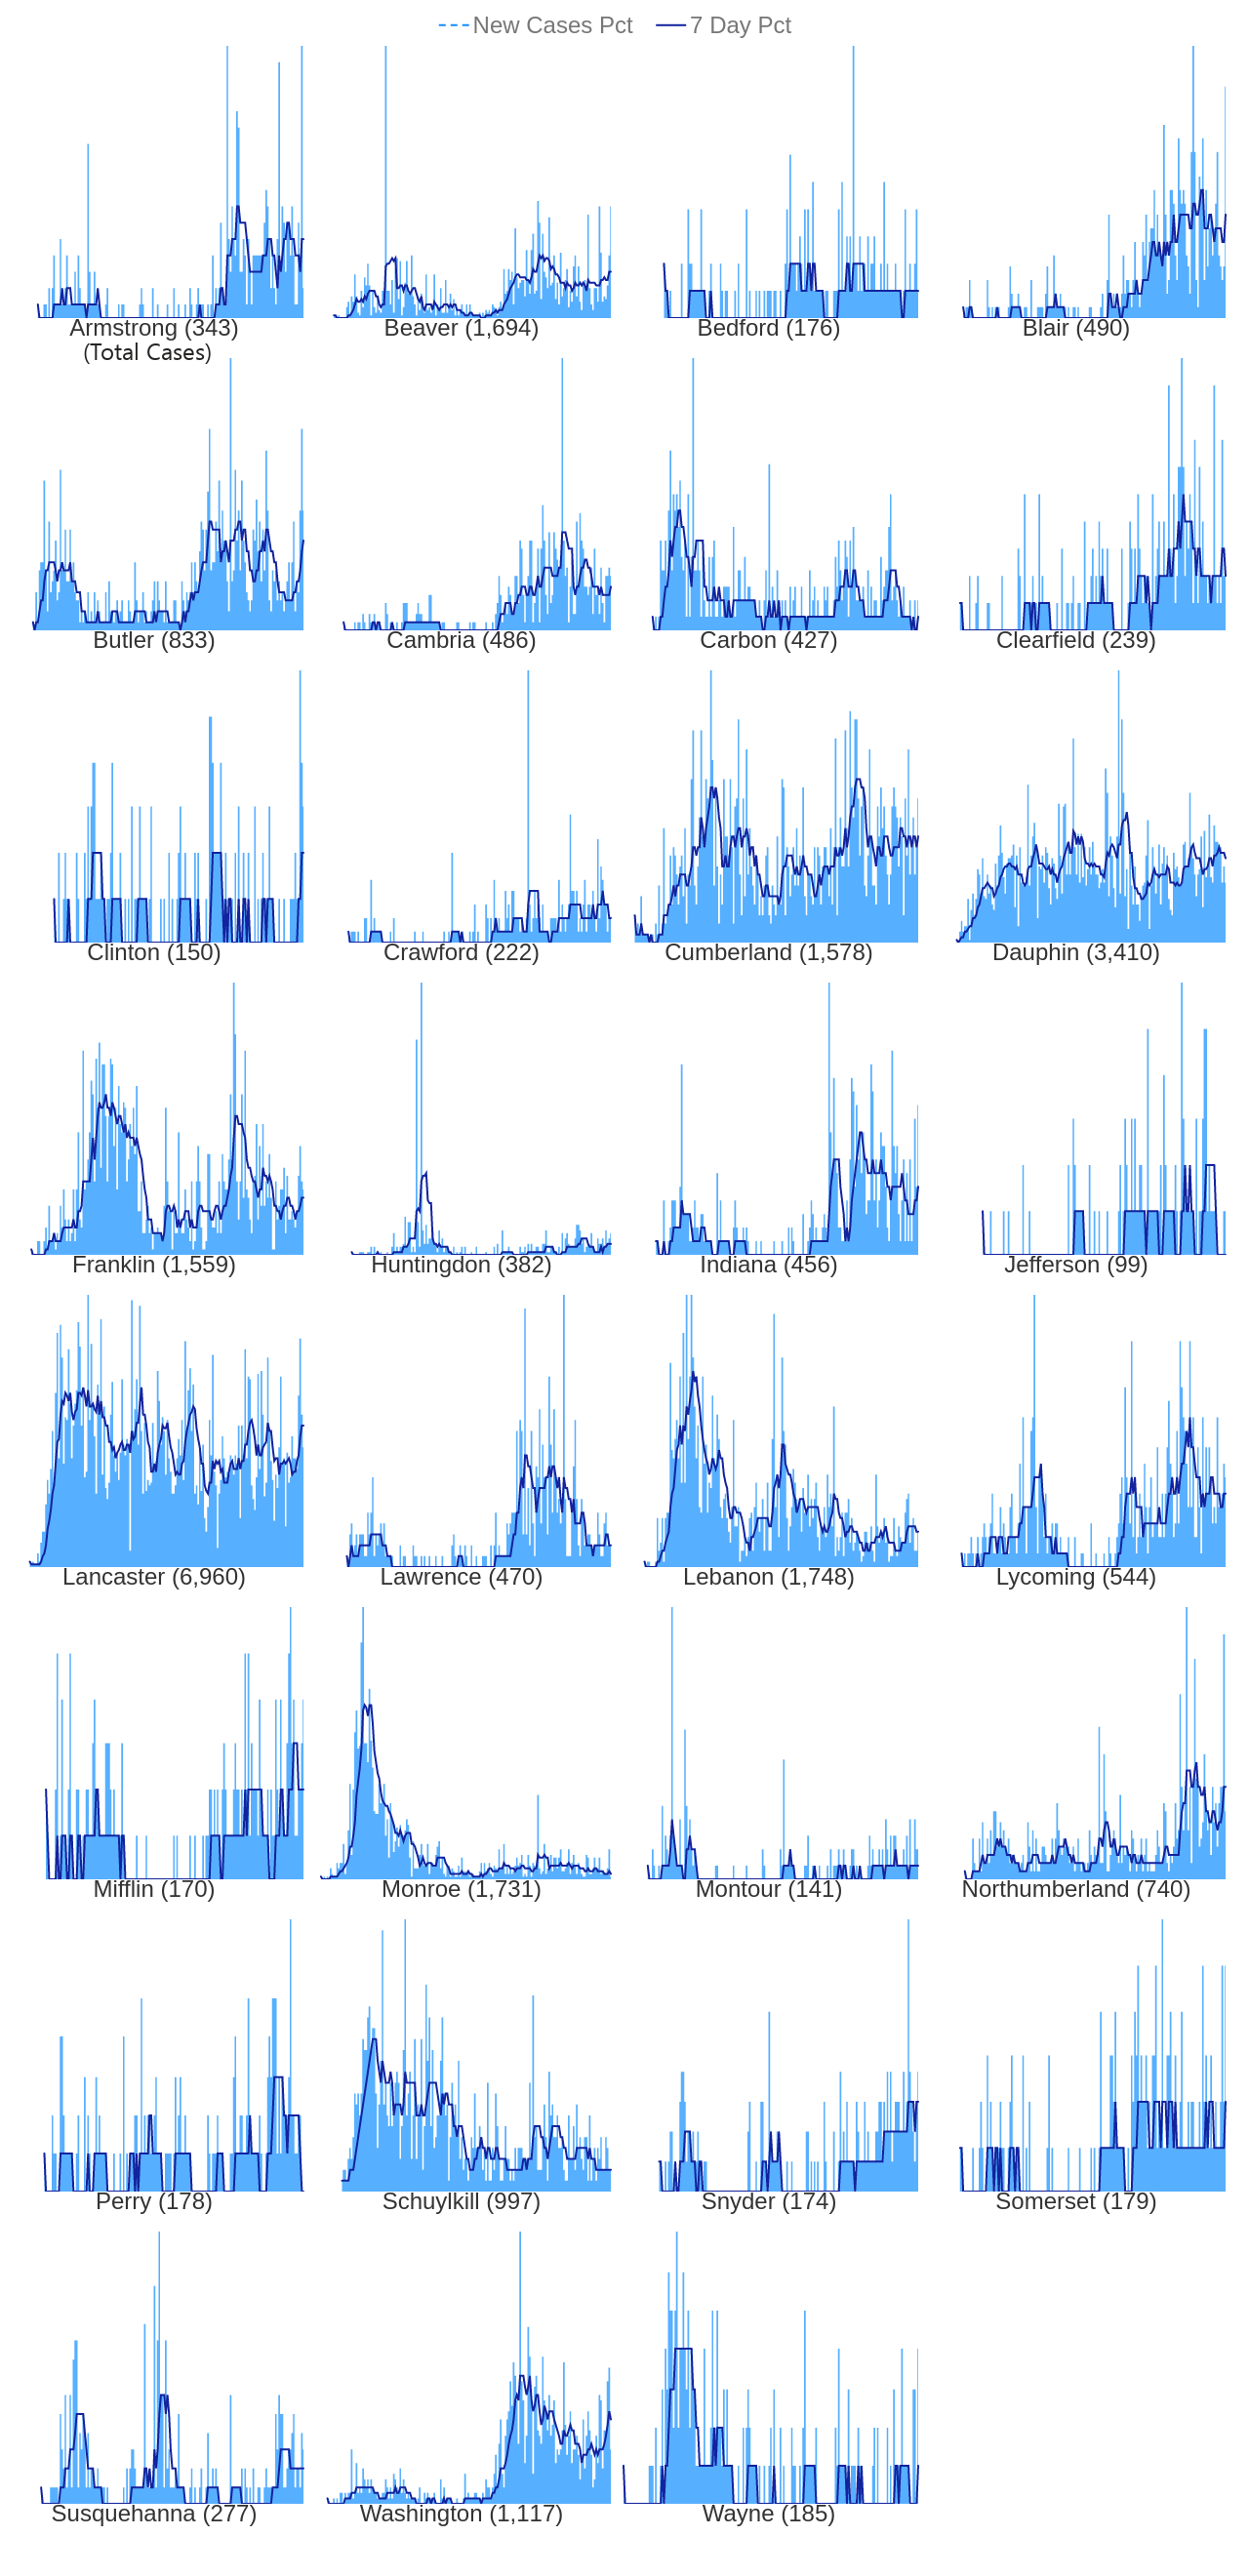 New Cases Pct 7 Day Pct
Armstrong (343) Beaver (1,694) Bedford (176) Blair (490)
(Total Cases)
Butler (833) Cambria (486) Carbon (427) Clearfield (239)
Clinton (150) Crawford (222) Cumberland (1,578) Dauphin (3,410)
Franklin (1,559) Huntingdon (382) Indiana (456) Jefferson (99)
Lancaster (6,960) Lawrence (470) Lebanon (1,748) Lycoming (544)
Mifflin (170) Monroe (1,731) Montour (141) Northumberland (740)
Perry (178) Schuylkill (997) Snyder (174) Somerset (179)
Susquehanna (277) Washington (1,117) Wayne (185)